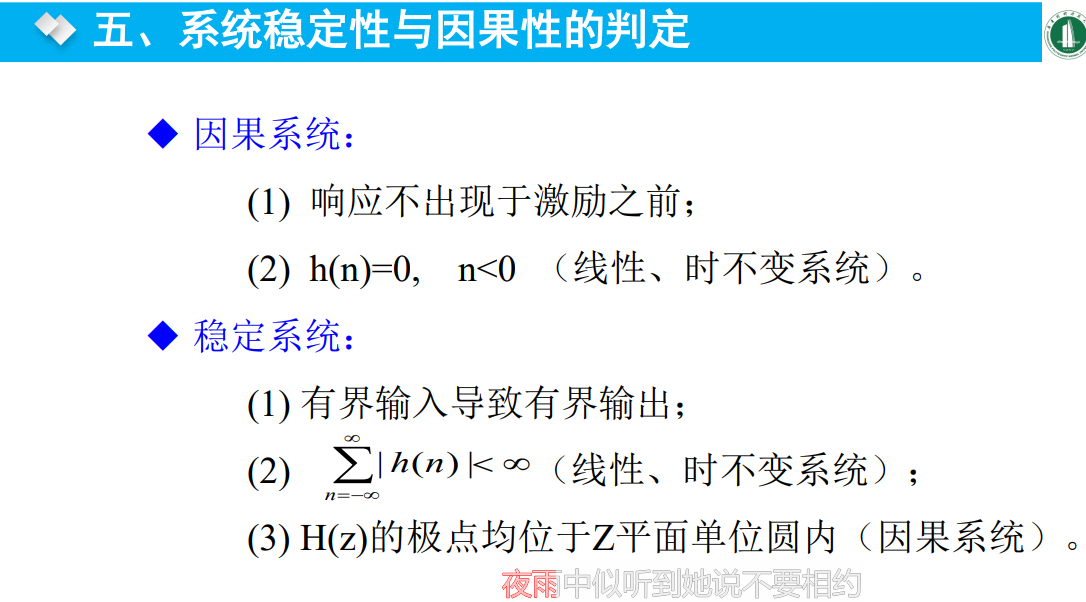 五、系统稳定性与因果性的判定
因果系统：
(1) 响应不出现于激励之前；
(2) h(n)=0, n<0 （线性、时不变系统）。
稳定系统：
(1) 有界输入导致有界输出；
(2) ∑_{n=−∞}^{∞} | h(n) |< ∞（线性、时不变系统）；
(3) H(z)的极点均位于Z平面单位圆内（因果系统）。
夜雨中似听到她说不要相约